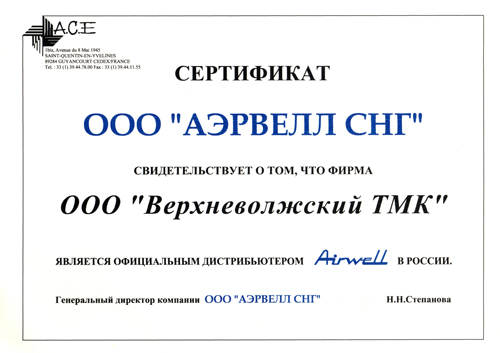 A.C.E
1bis, Avenue du 8 Mai 1945
SAINT-QUENTIN-EN-YVELINES
89284 GUYANCOURT CEDEX/FRANCE
Tel. : 33 (1) 39.44.78.00 Fax : 33 (1) 39.44.11.55
СЕРТИФИКАТ
ООО "АЭРВЕЛЛ СНГ"
СВИДЕТЕЛЬСТВУЕТ О ТОМ, ЧТО ФИРМА
ООО "Верхневолжский ТМК"
ЯВЛЯЕТСЯ ОФИЦИАЛЬНЫМ ДИСТРИБЬЮТЕРОМ Airwell В РОССИИ.
Генеральный директор компании ООО "АЭРВЕЛЛ СНГ" Н.Н.Степанова